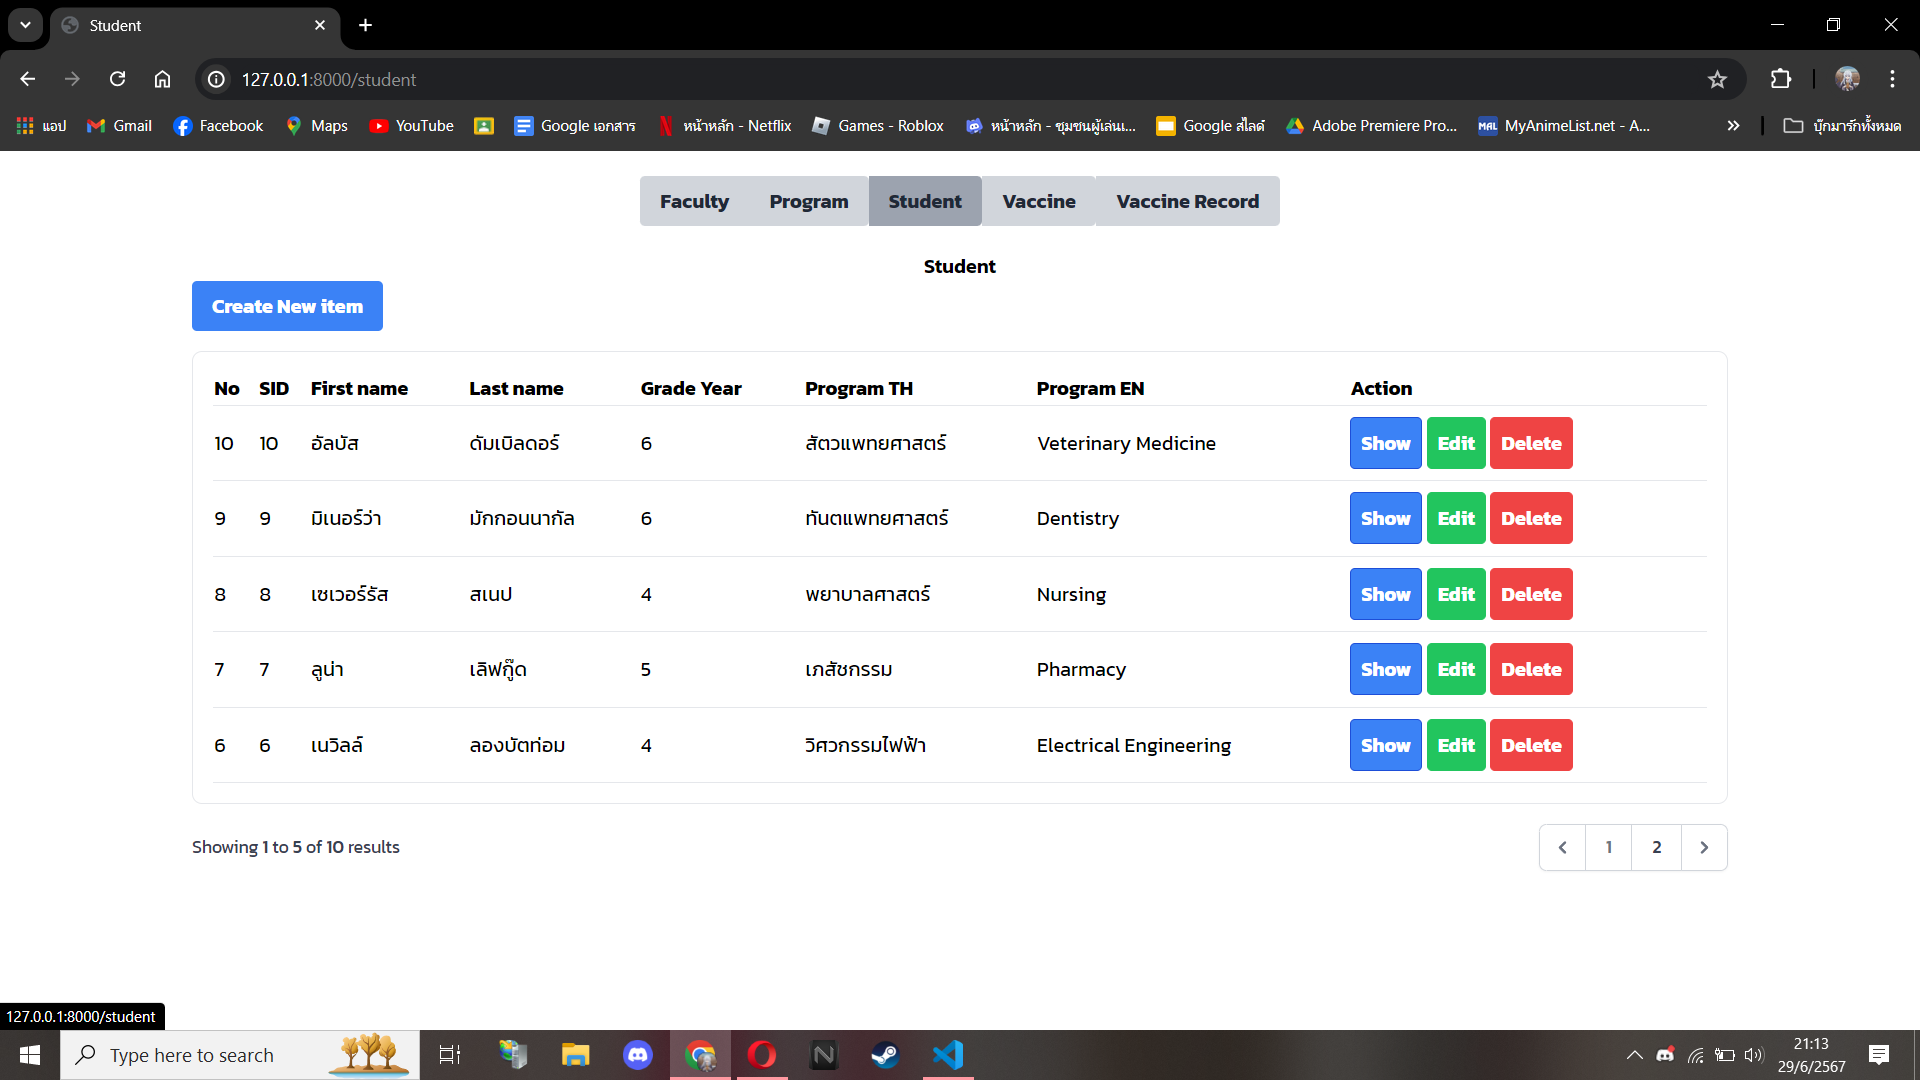 Student
127.0.0.1:8000/student
แอป Gmail Facebook Maps YouTube Google เอกสาร หน้าหลัก - Netflix Games - Roblox หน้าหลัก - ชุมชนผู้เล่นเ... Google สไลด์ Adobe Premiere Pro... MyAnimeList.net - A... บุ๊กมาร์กทั้งหมด
Faculty Program Student Vaccine Vaccine Record
Student
Create New item
No SID First name Last name Grade Year Program TH Program EN Action
10 10 อัลบัส ดัมเบิลดอร์ 6 สัตวแพทยศาสตร์ Veterinary Medicine Show Edit Delete
9 9 มิเนอร์ว่า มักกอนนากัล 6 ทันตแพทยศาสตร์ Dentistry Show Edit Delete
8 8 เซเวอร์รัส สเนป 4 พยาบาลศาสตร์ Nursing Show Edit Delete
7 7 ลูน่า เลิฟกู๊ด 5 เภสัชกรรม Pharmacy Show Edit Delete
6 6 เนวิลล์ ลองบัตท่อม 4 วิศวกรรมไฟฟ้า Electrical Engineering Show Edit Delete
Showing 1 to 5 of 10 results 1 2
127.0.0.1:8000/student
Type here to search
21:13
29/6/2567